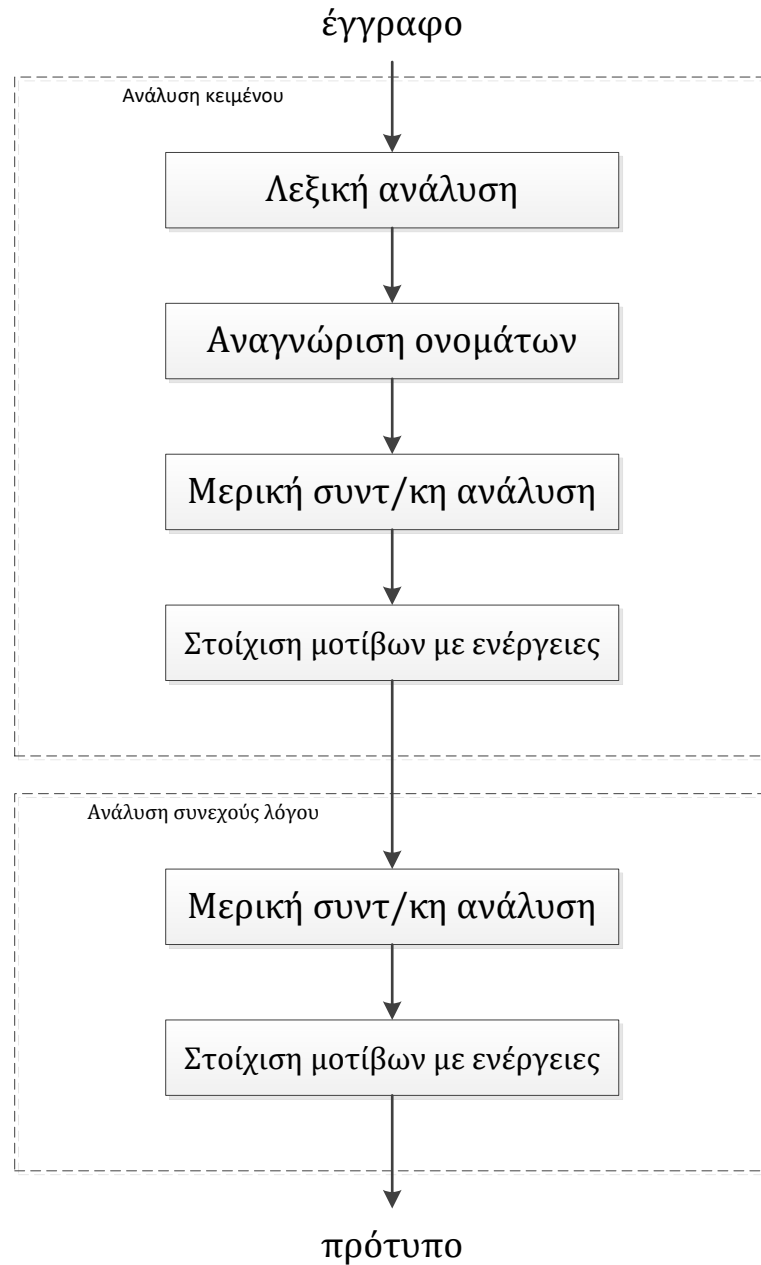 έγγραφο
Ανάλυση κειμένου
Λεξική ανάλυση
Αναγνώριση ονομάτων
Μερική συντ/κη ανάλυση
Στοίχιση μοτίβων με ενέργειες
Ανάλυση συνεχούς λόγου
Μερική συντ/κη ανάλυση
Στοίχιση μοτίβων με ενέργειες
πρότυπο